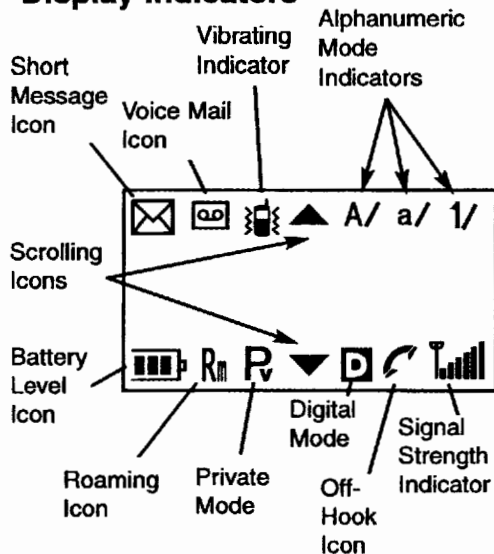 Display Indicators
Short
Message
Icon
Voice Mail
Icon
Vibrating
Indicator
Alphanumeric
Mode
Indicators
A/ a/ 1/
Scrolling
Icons
Battery
Level
Icon
Rm Pv D
Roaming
Icon
Private
Mode
Digital
Mode
Off-
Hook
Icon
Signal
Strength
Indicator